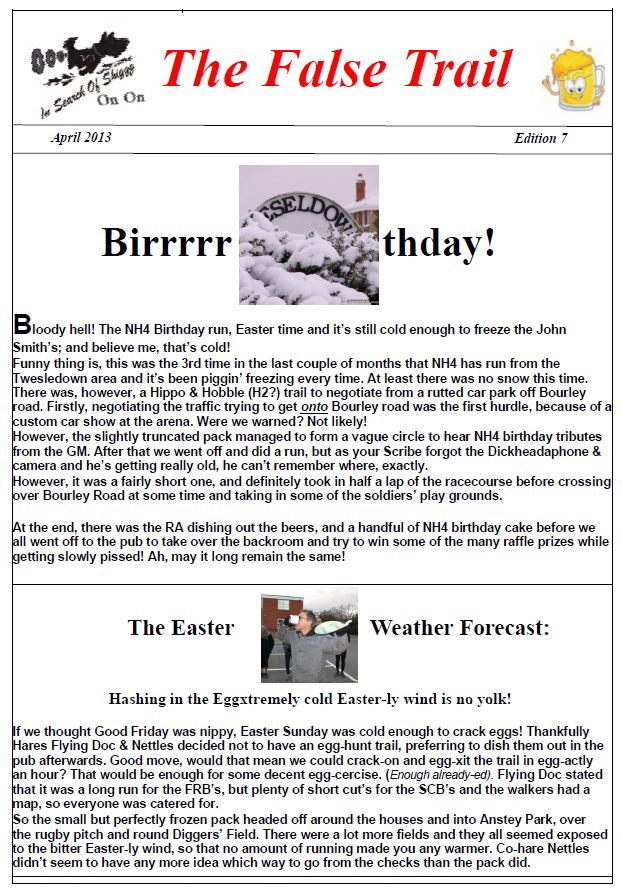 In Search Of Shiggy
On On
The False Trail
April 2013 Edition 7
ESELDOW
Birrrrr thday!
Bloody hell! The NH4 Birthday run, Easter time and it's still cold enough to freeze the John
Smith's; and believe me, that's cold!
Funny thing is, this was the 3rd time in the last couple of months that NH4 has run from the
Twesledown area and it's been piggin' freezing every time. At least there was no snow this time.
There was, however, a Hippo & Hobble (H2?) trail to negotiate from a rutted car park off Bourley
road. Firstly, negotiating the traffic trying to get onto Bourley road was the first hurdle, because of a
custom car show at the arena. Were we warned? Not likely!
However, the slightly truncated pack managed to form a vague circle to hear NH4 birthday tributes
from the GM. After that we went off and did a run, but as your Scribe forgot the Dickheadaphone &
camera and he's getting really old, he can't remember where, exactly.
However, it was a fairly short one, and definitely took in half a lap of the racecourse before crossing
over Bourley Road at some time and taking in some of the soldiers' play grounds.
At the end, there was the RA dishing out the beers, and a handful of NH4 birthday cake before we
all went off to the pub to take over the backroom and try to win some of the many raffle prizes while
getting slowly pissed! Ah, may it long remain the same!
The Easter Weather Forecast:
Hashing in the Eggxtremely cold Easter-ly wind is no yolk!
If we thought Good Friday was nippy, Easter Sunday was cold enough to crack eggs! Thankfully
Hares Flying Doc & Nettles decided not to have an egg-hunt trail, preferring to dish them out in the
pub afterwards. Good move, would that mean we could crack-on and egg-xit the trail in egg-actly
an hour? That would be enough for some decent egg-cercise. (Enough already-ed). Flying Doc stated
that it was a long run for the FRB's, but plenty of short cut's for the SCB's and the walkers had a
map, so everyone was catered for.
So the small but perfectly frozen pack headed off around the houses and into Anstey Park, over
the rugby pitch and round Diggers' Field. There were a lot more fields and they all seemed exposed
to the bitter Easter-ly wind, so that no amount of running made you any warmer. Co-hare Nettles
didn't seem to have any more idea which way to go from the checks than the pack did.